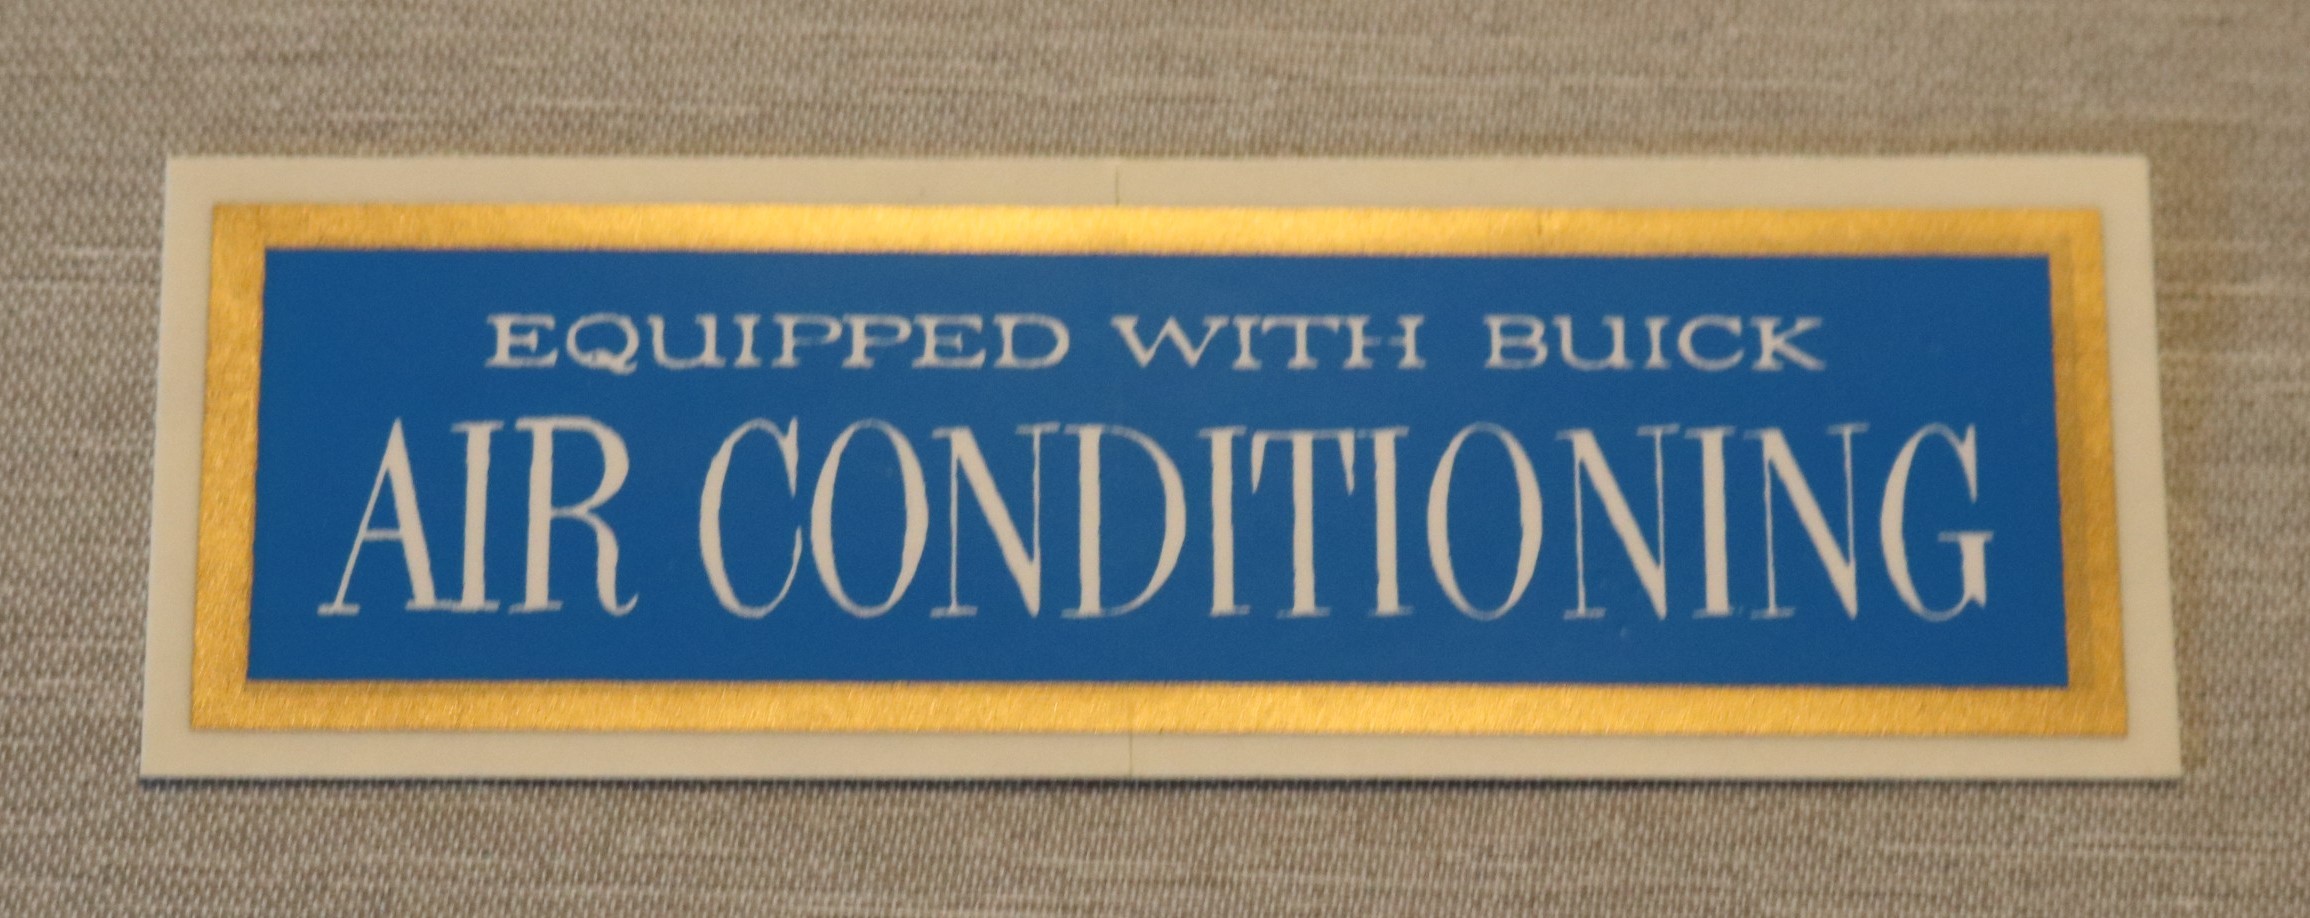 EQUIPPED WITH BUICK
AIR CONDITIONING